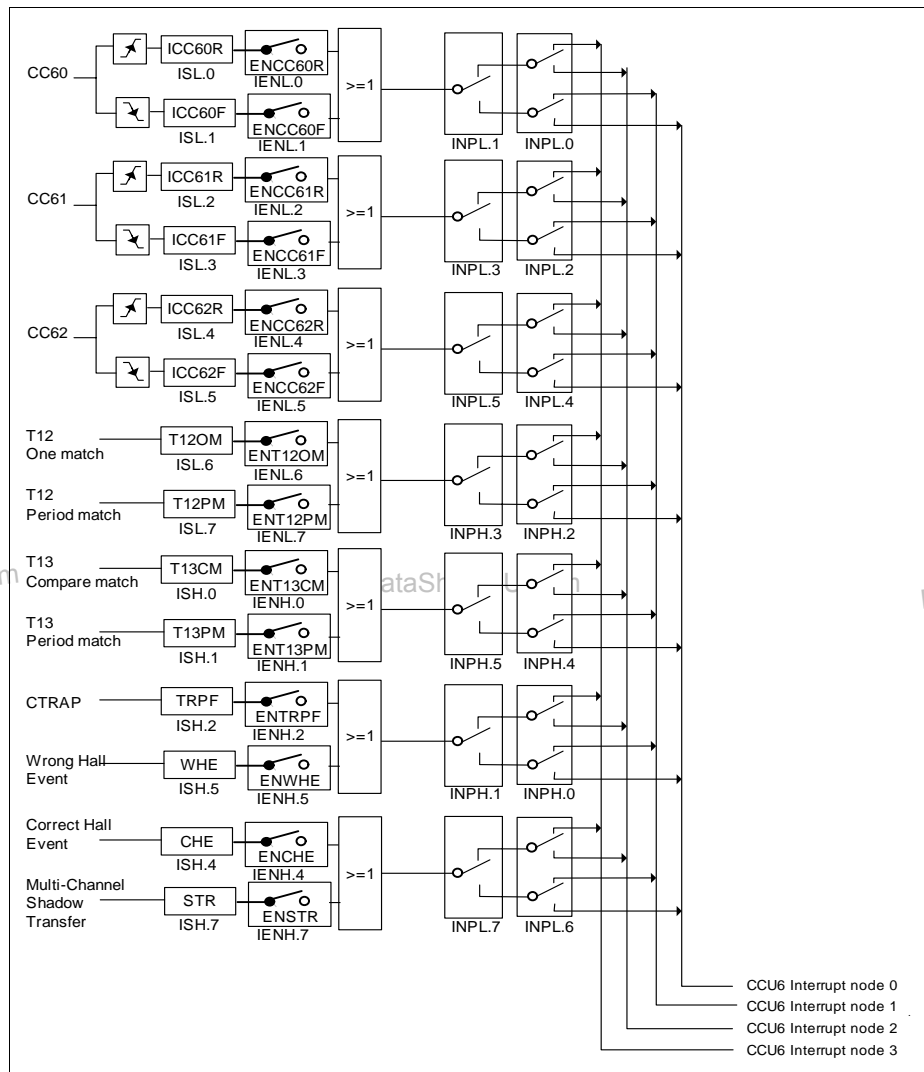 CC60
ICC60R
ISL.0
ENCC60R
IENL.0
ICC60F
ISL.1
ENCC60F
IENL.1
>=1
INPL.1
INPL.0
CC61
ICC61R
ISL.2
ENCC61R
IENL.2
ICC61F
ISL.3
ENCC61F
IENL.3
>=1
INPL.3
INPL.2
CC62
ICC62R
ISL.4
ENCC62R
IENL.4
ICC62F
ISL.5
ENCC62F
IENL.5
>=1
INPL.5
INPL.4
T12
One match
T12OM
ISL.6
ENT12OM
IENL.6
T12
Period match
T12PM
ISL.7
ENT12PM
IENL.7
>=1
INPH.3
INPH.2
T13
Compare match
T13CM
ISH.0
ENT13CM
IENH.0
T13
Period match
T13PM
ISH.1
ENT13PM
IENH.1
>=1
INPH.5
INPH.4
CTRAP
TRPF
ISH.2
ENTRPF
IENH.2
Wrong Hall
Event
WHE
ISH.5
ENWHE
IENH.5
>=1
INPH.1
INPH.0
Correct Hall
Event
CHE
ISH.4
ENCHE
IENH.4
Multi-Channel
Shadow
Transfer
STR
ISH.7
ENSTR
IENH.7
>=1
INPL.7
INPL.6
CCU6 Interrupt node 0
CCU6 Interrupt node 1
CCU6 Interrupt node 2
CCU6 Interrupt node 3